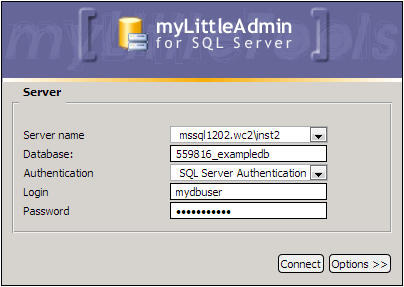 myLittleTools
myLittleAdmin
for SQL Server
Server
Server name mssql1202.wc2\inst2
Database: 559816_exampledb
Authentication SQL Server Authentication
Login mydbuser
Password •••••••••••
Connect Options >>